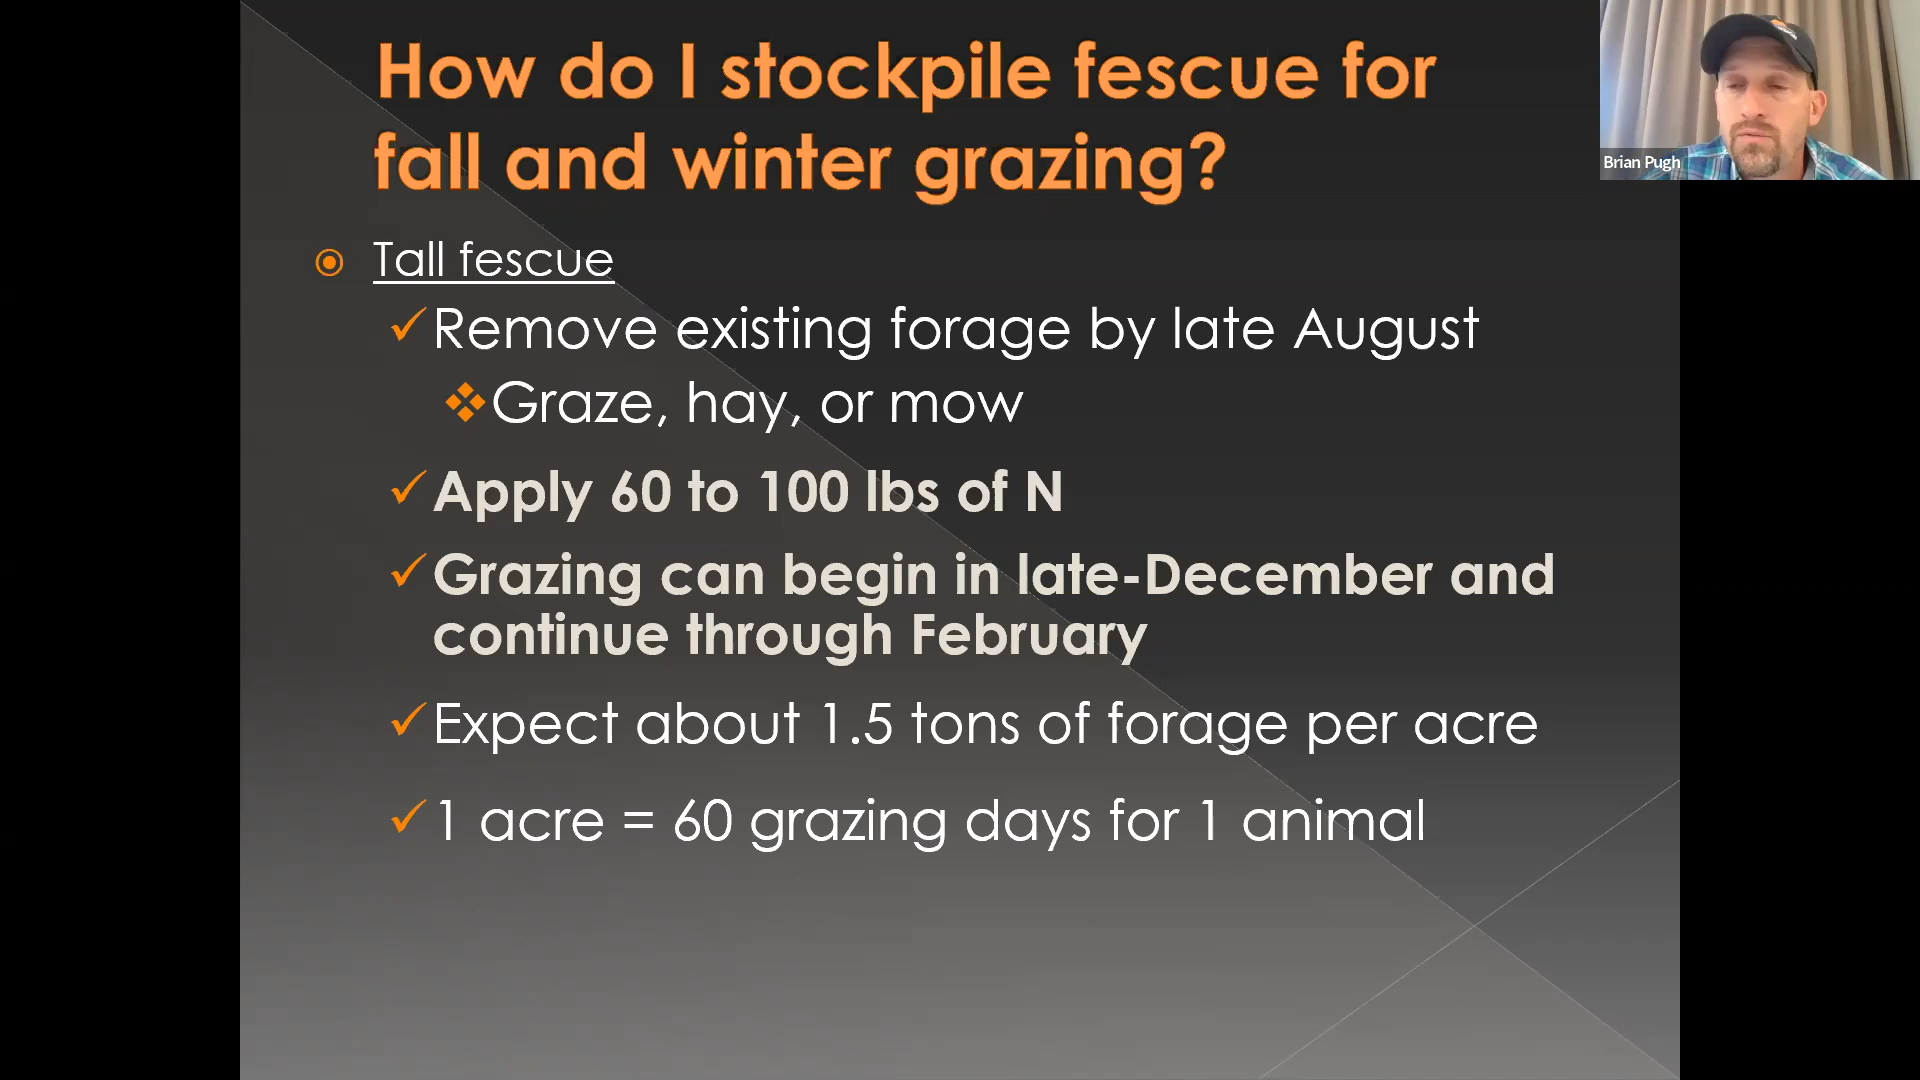 How do I stockpile fescue for
fall and winter grazing?
Brian Pugh
Tall fescue
Remove existing forage by late August
Graze, hay, or mow
Apply 60 to 100 lbs of N
Grazing can begin in late-December and
continue through February
Expect about 1.5 tons of forage per acre
1 acre = 60 grazing days for 1 animal